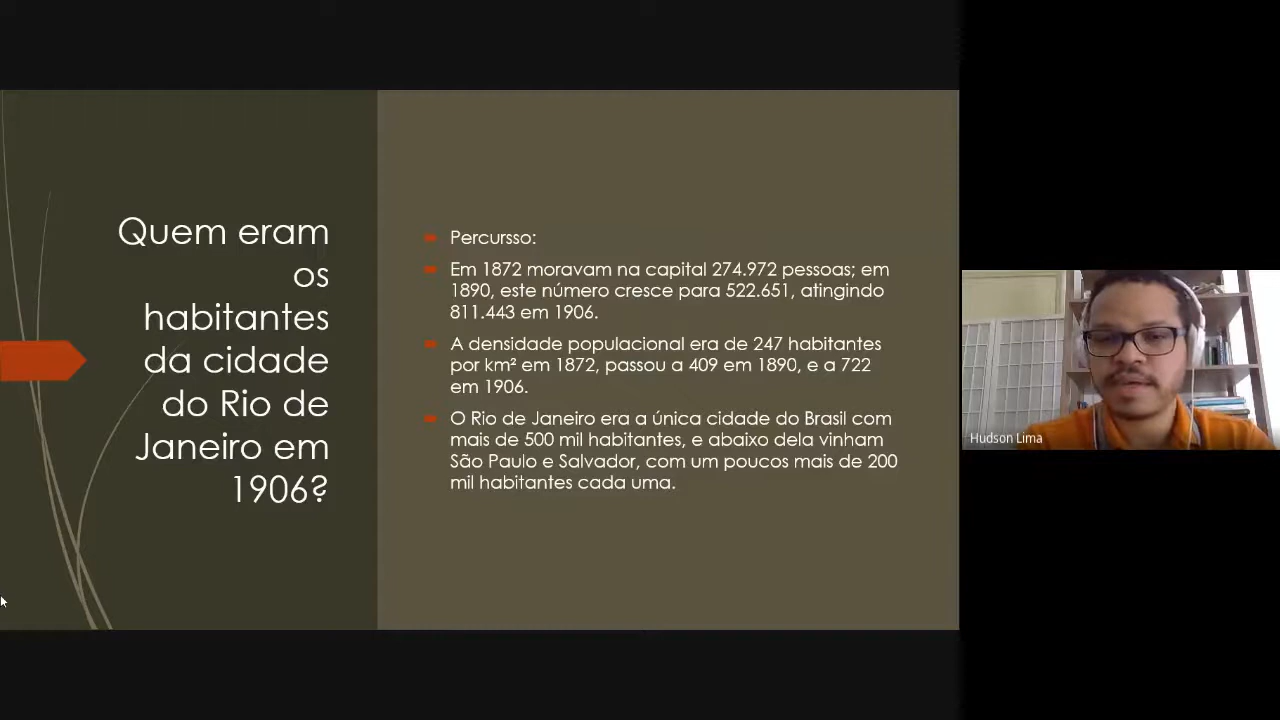 Quem eram
os
habitantes
da cidade
do Rio de
Janeiro em
1906?
Percursso:
Em 1872 moravam na capital 274.972 pessoas; em
1890, este número cresce para 522.651, atingindo
811.443 em 1906.
A densidade populacional era de 247 habitantes
por km² em 1872, passou a 409 em 1890, e a 722
em 1906.
O Rio de Janeiro era a única cidade do Brasil com
mais de 500 mil habitantes, e abaixo dela vinham
São Paulo e Salvador, com um poucos mais de 200
mil habitantes cada uma.
Hudson Lima